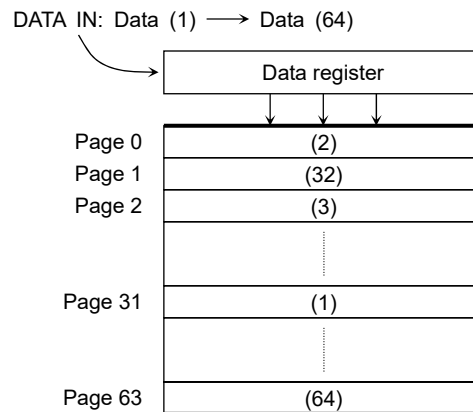 DATA IN: Data (1) → Data (64)
Data register
Page 0 (2)
Page 1 (32)
Page 2 (3)
Page 31 (1)
Page 63 (64)